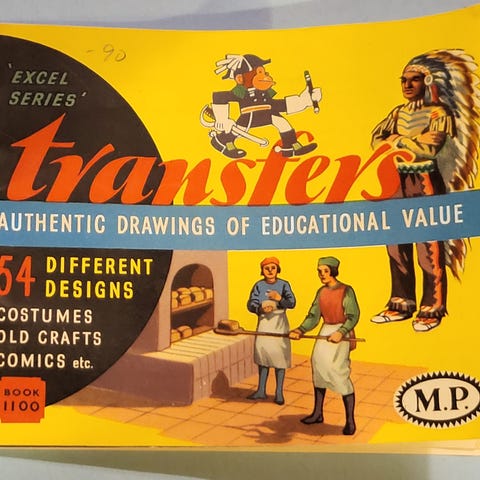 -90
'EXCEL
SERIES'
transfers
AUTHENTIC DRAWINGS OF EDUCATIONAL VALUE
54 DIFFERENT
DESIGNS
COSTUMES
OLD CRAFTS
COMICS etc.
BOOK
1100
M.P.